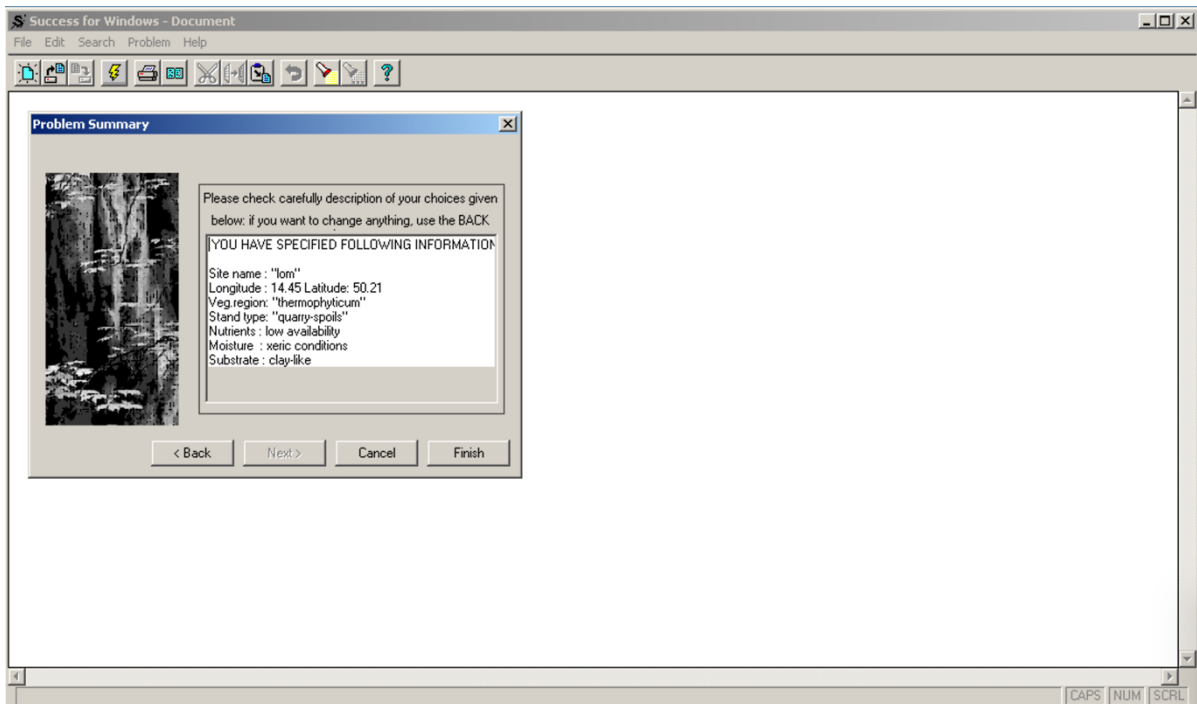 Success for Windows - Document
File Edit Search Problem Help
Problem Summary
Please check carefully description of your choices given
below: if you want to change anything, use the BACK
YOU HAVE SPECIFIED FOLLOWING INFORMATION
Site name : "lom"
Longitude : 14.45 Latitude: 50.21
Veg.region: "thermophyticum"
Stand type: "quarry-spoils"
Nutrients : low availability
Moisture : xeric conditions
Substrate : clay-like
< Back Next > Cancel Finish
CAPS NUM SCRL